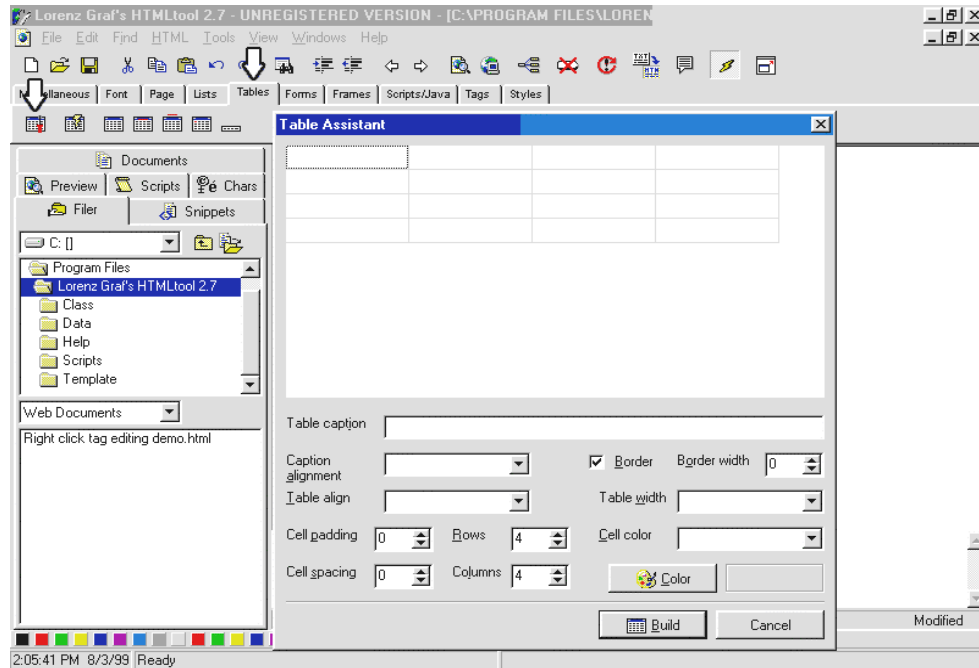 Lorenz Graf's HTMLtool 2.7 - UNREGISTERED VERSION - [C:\PROGRAM FILES\LOREN
File Edit Find HTML Tools View Windows Help
Font Page Lists Tables Forms Frames Scripts/Java Tags Styles
Table Assistant
Documents
Preview Scripts Chars
Filer Snippets
C: []
Program Files
Lorenz Graf's HTMLtool 2.7
Class
Data
Help
Scripts
Template
Web Documents
Right click tag editing demo.html
Table caption
Caption alignment
Border
Border width 0
Table align
Table width
Cell padding 0
Rows 4
Cell color
Cell spacing 0
Columns 4
Color
Build
Cancel
Modified
2:05:41 PM 8/3/99 Ready